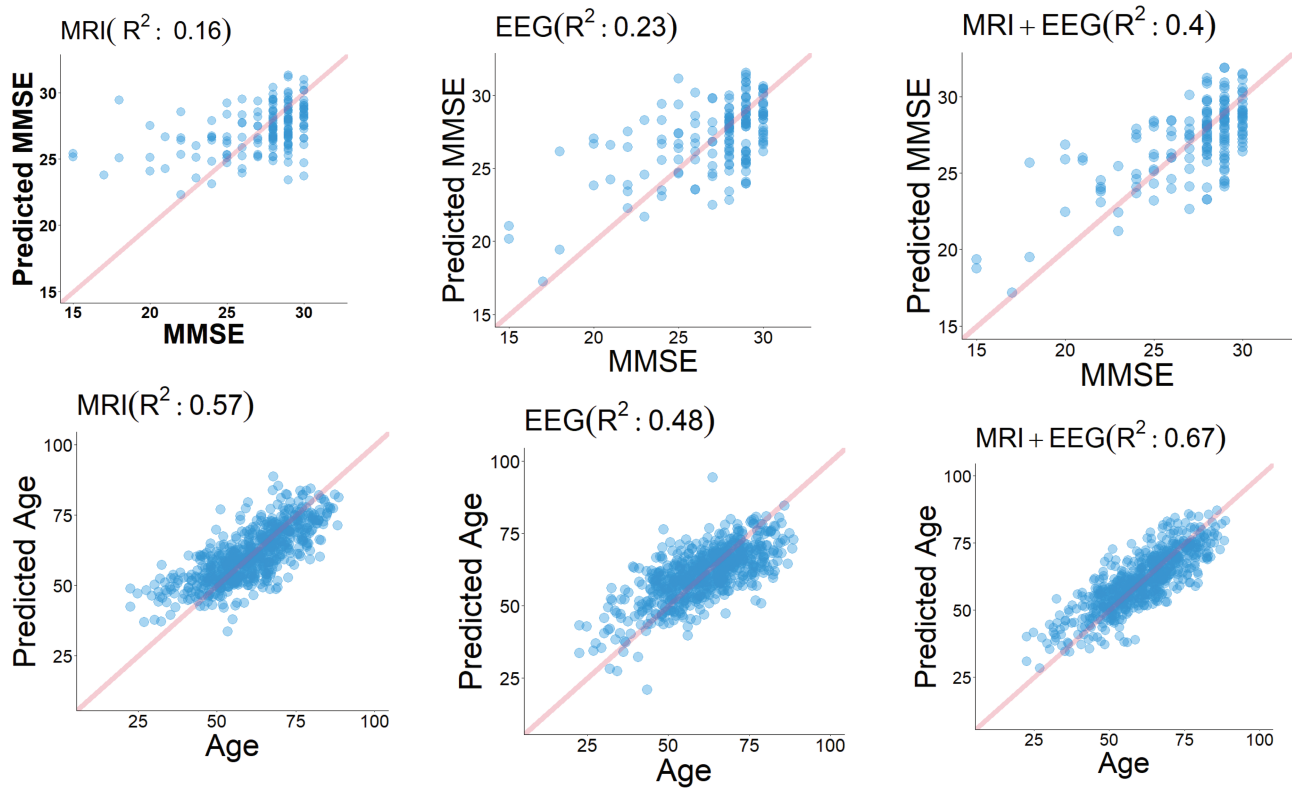 MRI( R²: 0.16)
Predicted MMSE
30
25
20
15
15 20 25 30
MMSE
EEG(R²: 0.23)
Predicted MMSE
30
25
20
15
15 20 25 30
MMSE
MRI + EEG(R²: 0.4)
Predicted MMSE
30
25
20
15
15 20 25 30
MMSE
MRI(R²: 0.57)
Predicted Age
100
75
50
25
25 50 75 100
Age
EEG(R²: 0.48)
Predicted Age
100
75
50
25
25 50 75 100
Age
MRI + EEG(R²: 0.67)
Predicted Age
100
75
50
25
25 50 75 100
Age